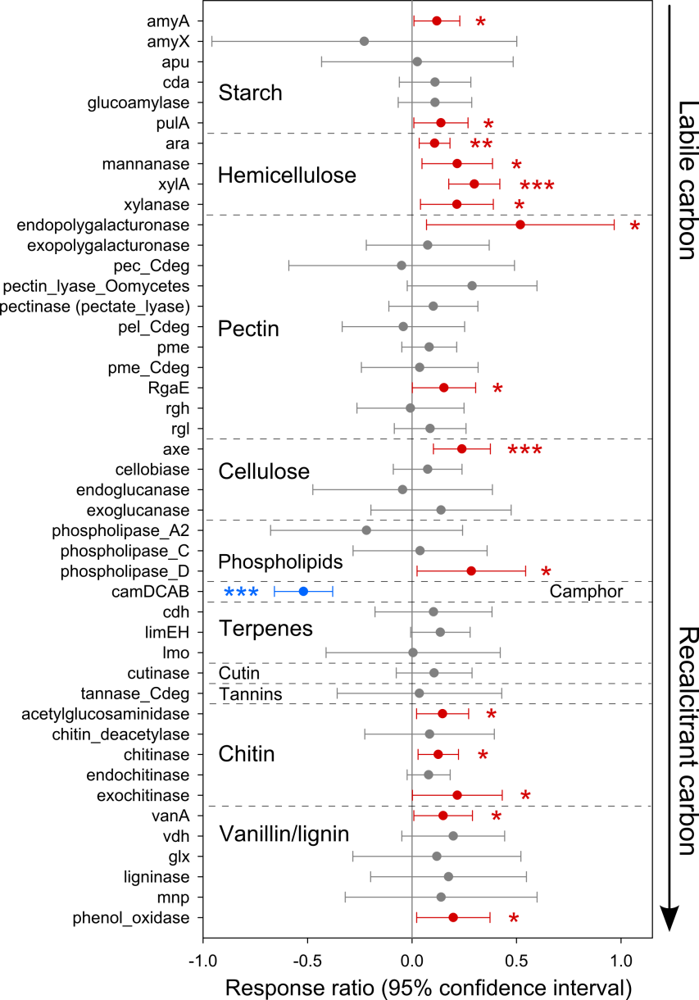 amyA *
amyX
apu
cda
Starch
glucoamylase
pulA *
ara **
mannanase *
Hemicellulose
xylA ***
xylanase *
endopolygalacturonase *
exopolygalacturonase
pec_Cdeg
pectin_lyase_Oomycetes
pectinase (pectate_lyase)
pel_Cdeg
Pectin
pme
pme_Cdeg
RgaE *
rgh
rgl
axe ***
cellobiase
Cellulose
endoglucanase
exoglucanase
phospholipase_A2
phospholipase_C
Phospholipids
phospholipase_D *
camDCAB *** Camphor
cdh
Terpenes
limEH
lmo
cutinase Cutin
tannase_Cdeg Tannins
acetylglucosaminidase *
chitin_deacetylase
chitinase Chitin *
endochitinase
exochitinase *
vanA *
vdh Vanillin/lignin
glx
ligninase
mnp
phenol_oxidase *
-1.0 -0.5 0.0 0.5 1.0
Response ratio (95% confidence interval)
Labile carbon
Recalcitrant carbon